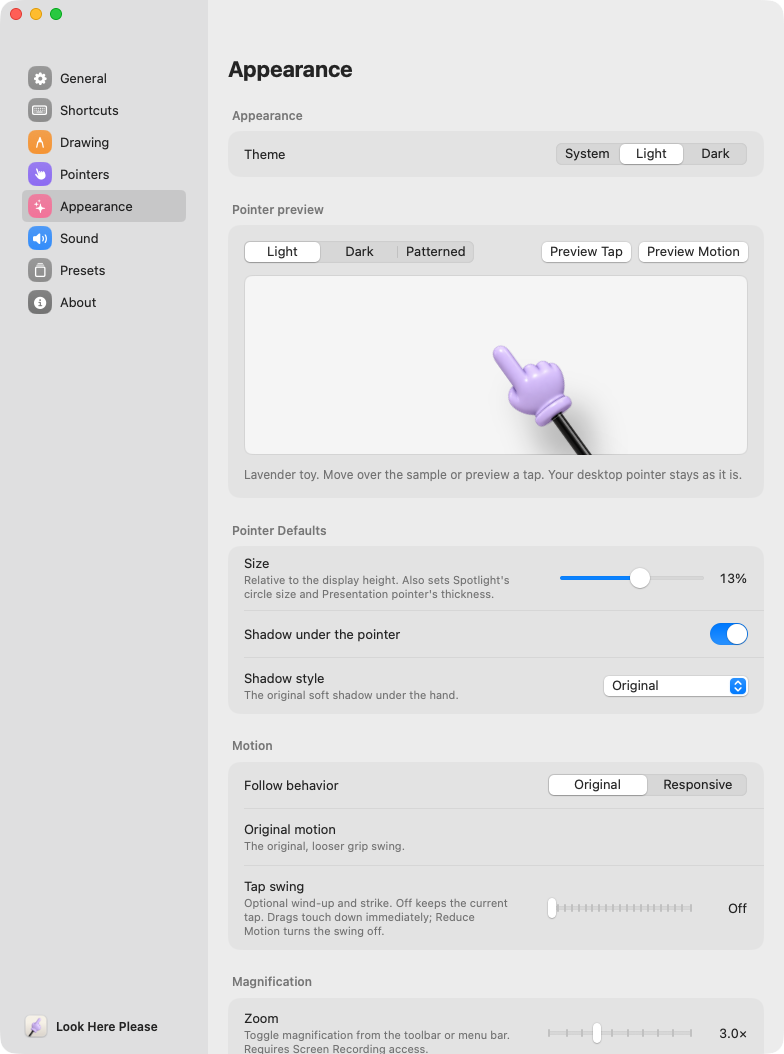 Appearance
General
Shortcuts
Drawing
Pointers
Appearance
Sound
Presets
About
Look Here Please
Appearance
Theme
System Light Dark
Pointer preview
Light Dark Patterned Preview Tap Preview Motion
Lavender toy. Move over the sample or preview a tap. Your desktop pointer stays as it is.
Pointer Defaults
Size
Relative to the display height. Also sets Spotlight's
circle size and Presentation pointer's thickness.
13%
Shadow under the pointer
Shadow style
The original soft shadow under the hand.
Original
Motion
Follow behavior
Original Responsive
Original motion
The original, looser grip swing.
Tap swing
Optional wind-up and strike. Off keeps the current
tap. Drags touch down immediately; Reduce
Motion turns the swing off.
Off
Magnification
Zoom
Toggle magnification from the toolbar or menu bar.
Requires Screen Recording access.
3.0×